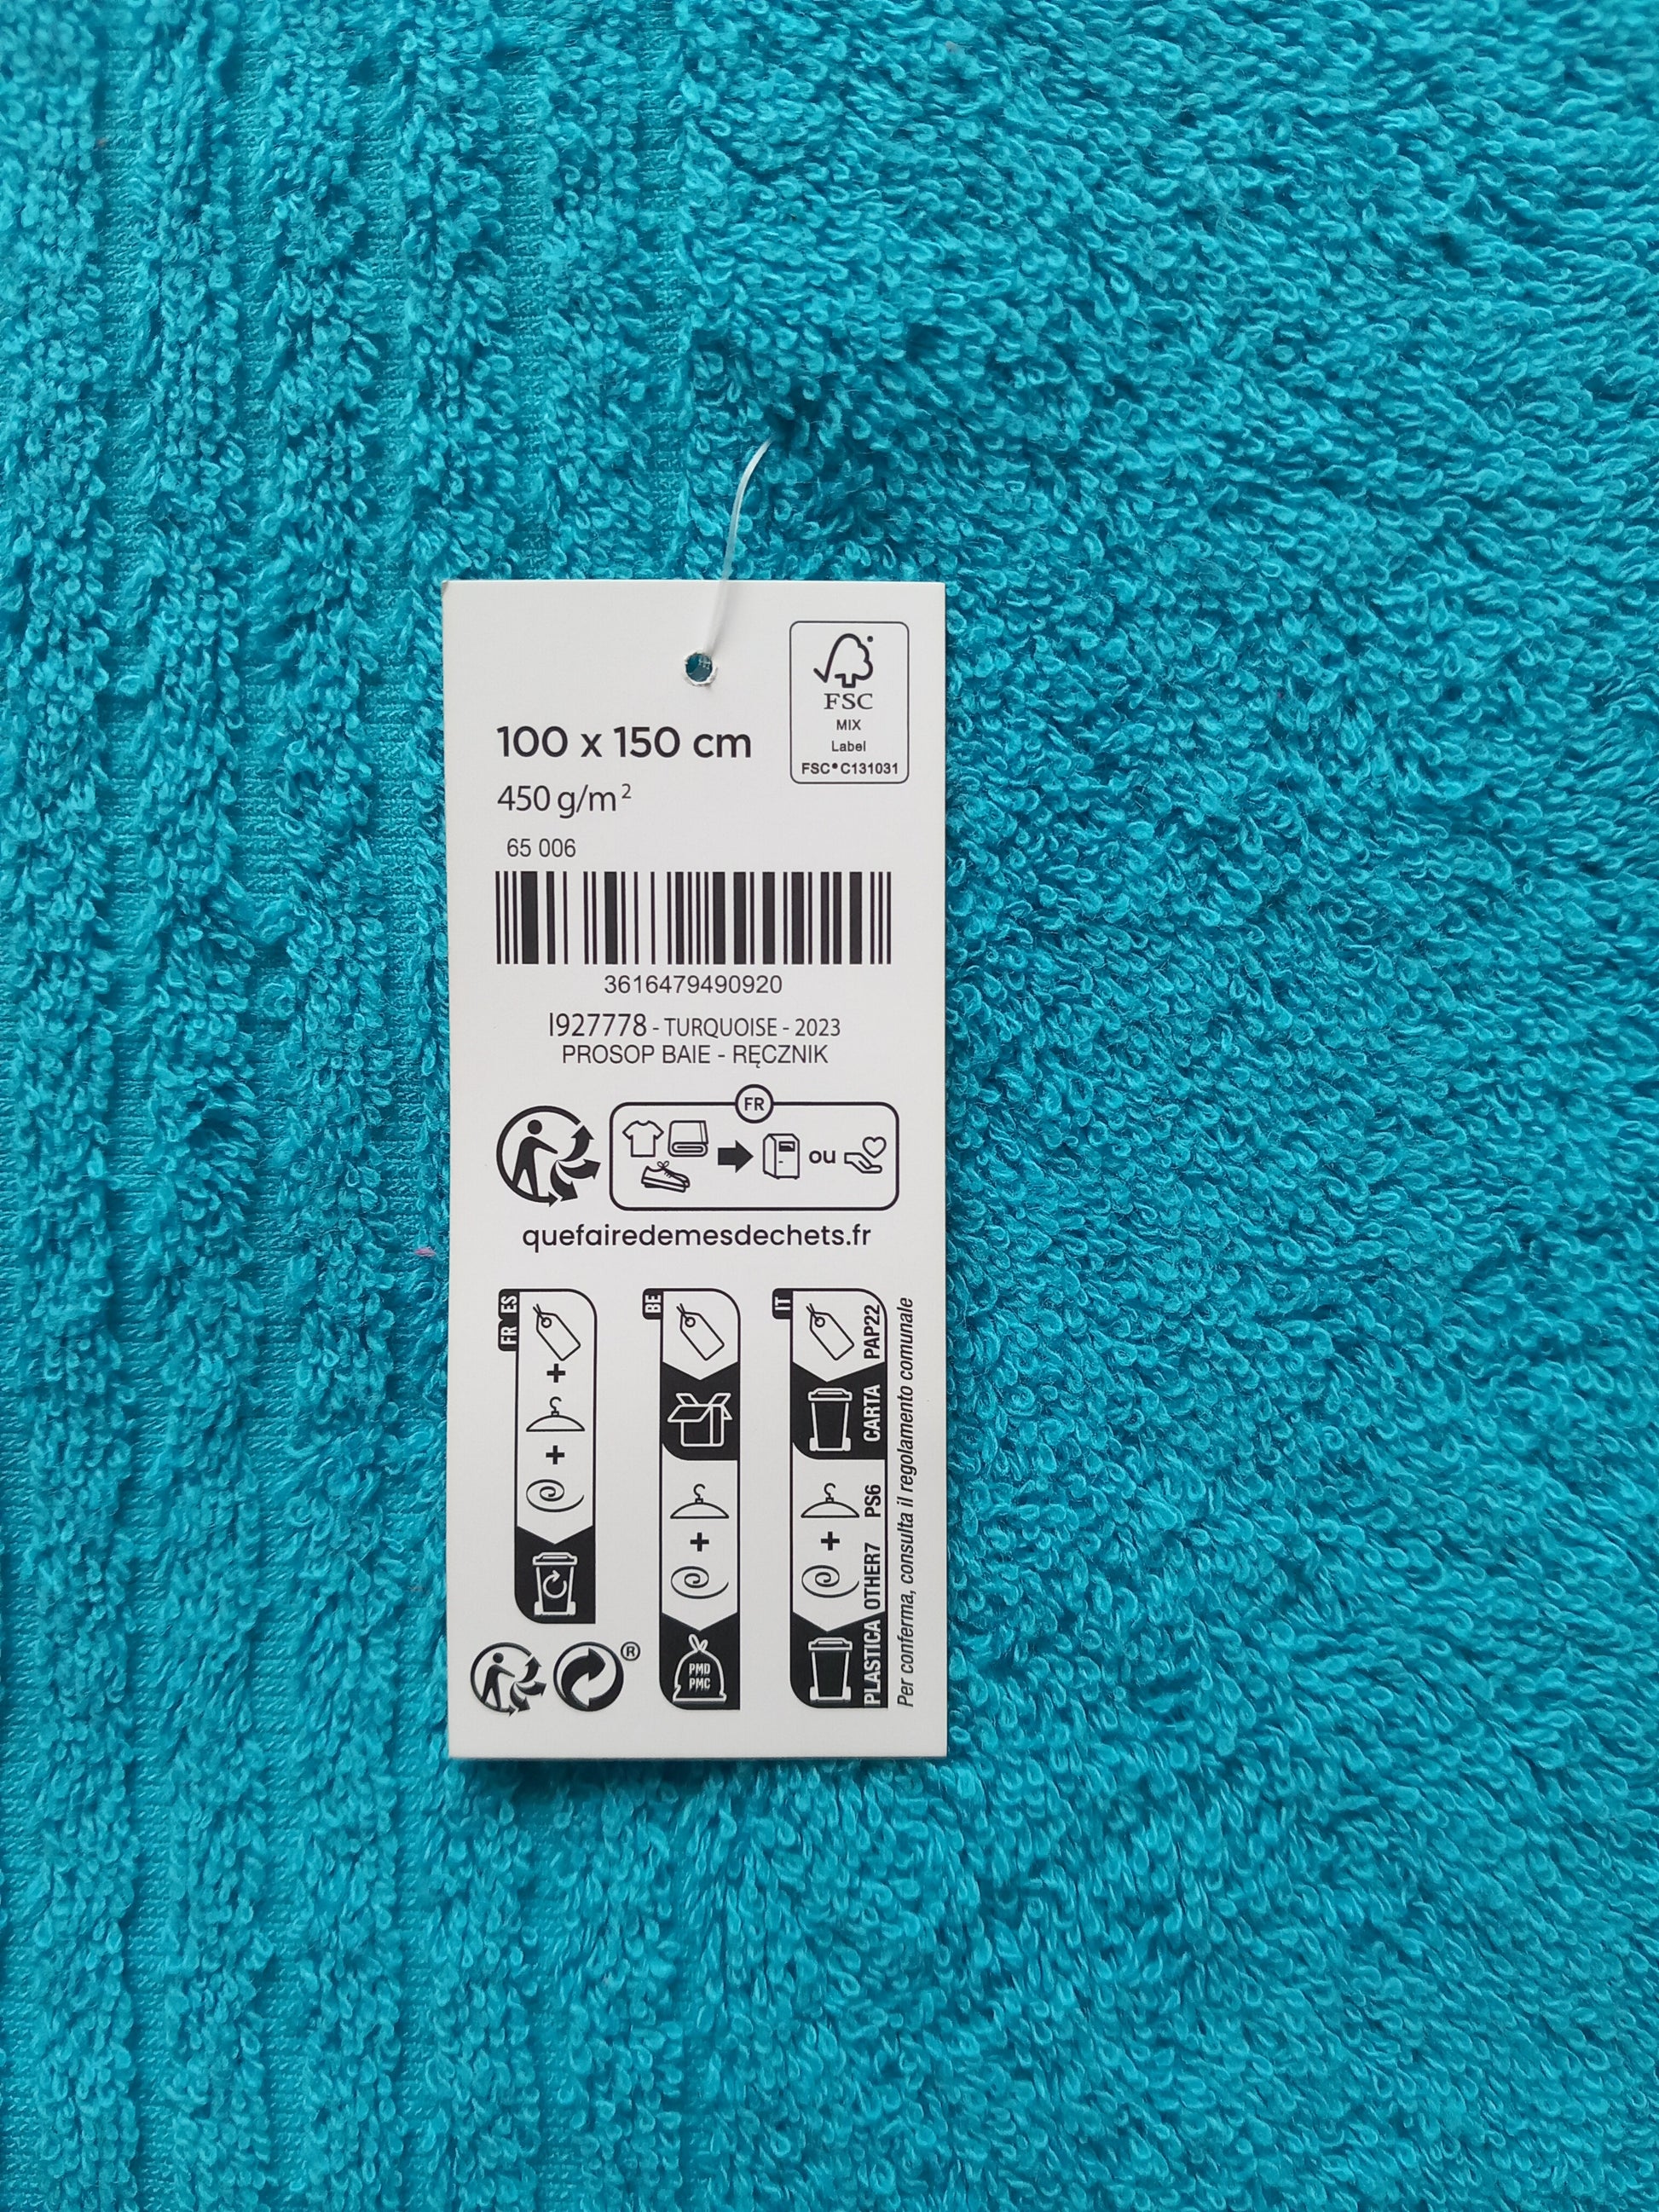 FSC
MIX
Label
FSC® C131031
100 x 150 cm
450 g/m²
65 006
3616479490920
I927778 - TURQUOISE - 2023
PROSOP BAIE - RĘCZNIK
FR
ou
quefairedemesdechets.fr
FR ES
BE
PMD
PMC
IT
PAP22
CARTA
PS6
OTHER7
PLASTICA
Per conferma, consulta il regolamento comunale
®